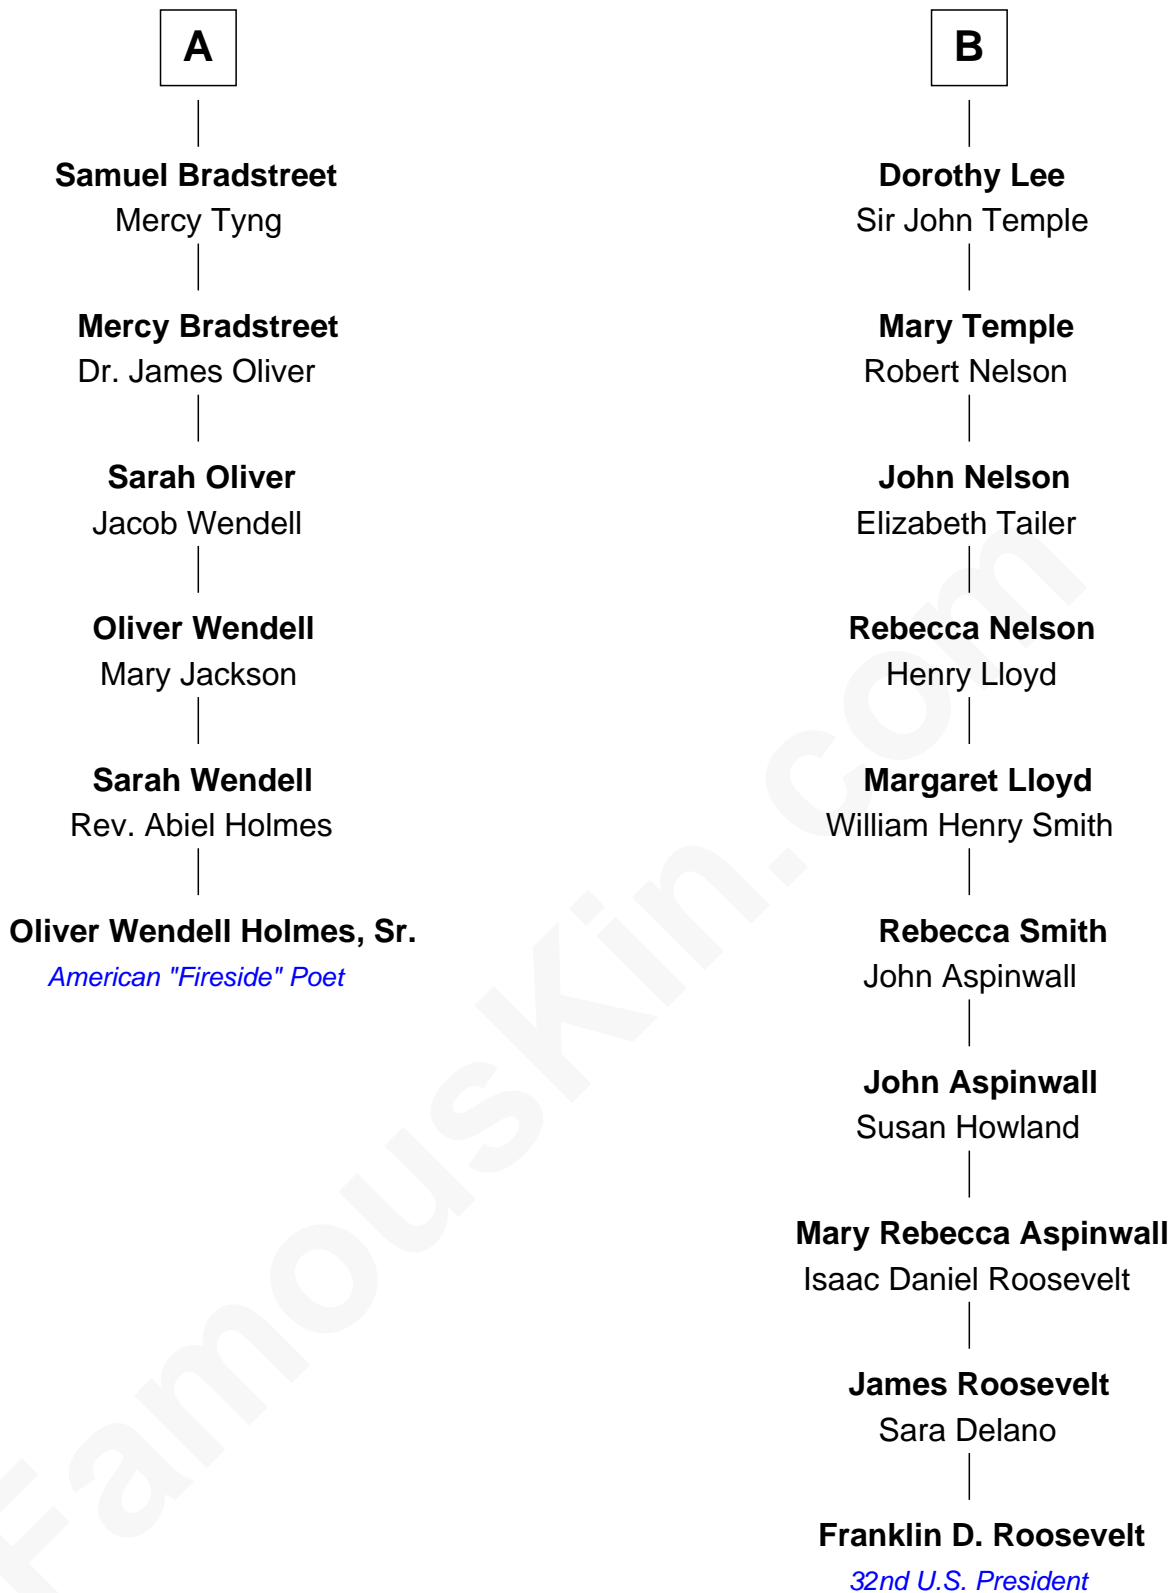 A
Samuel Bradstreet
Mercy Tyng
Mercy Bradstreet
Dr. James Oliver
Sarah Oliver
Jacob Wendell
Oliver Wendell
Mary Jackson
Sarah Wendell
Rev. Abiel Holmes
Oliver Wendell Holmes, Sr.
American "Fireside" Poet
B
Dorothy Lee
Sir John Temple
Mary Temple
Robert Nelson
John Nelson
Elizabeth Tailer
Rebecca Nelson
Henry Lloyd
Margaret Lloyd
William Henry Smith
Rebecca Smith
John Aspinwall
John Aspinwall
Susan Howland
Mary Rebecca Aspinwall
Isaac Daniel Roosevelt
James Roosevelt
Sara Delano
Franklin D. Roosevelt
32nd U.S. President
FamousKin.com